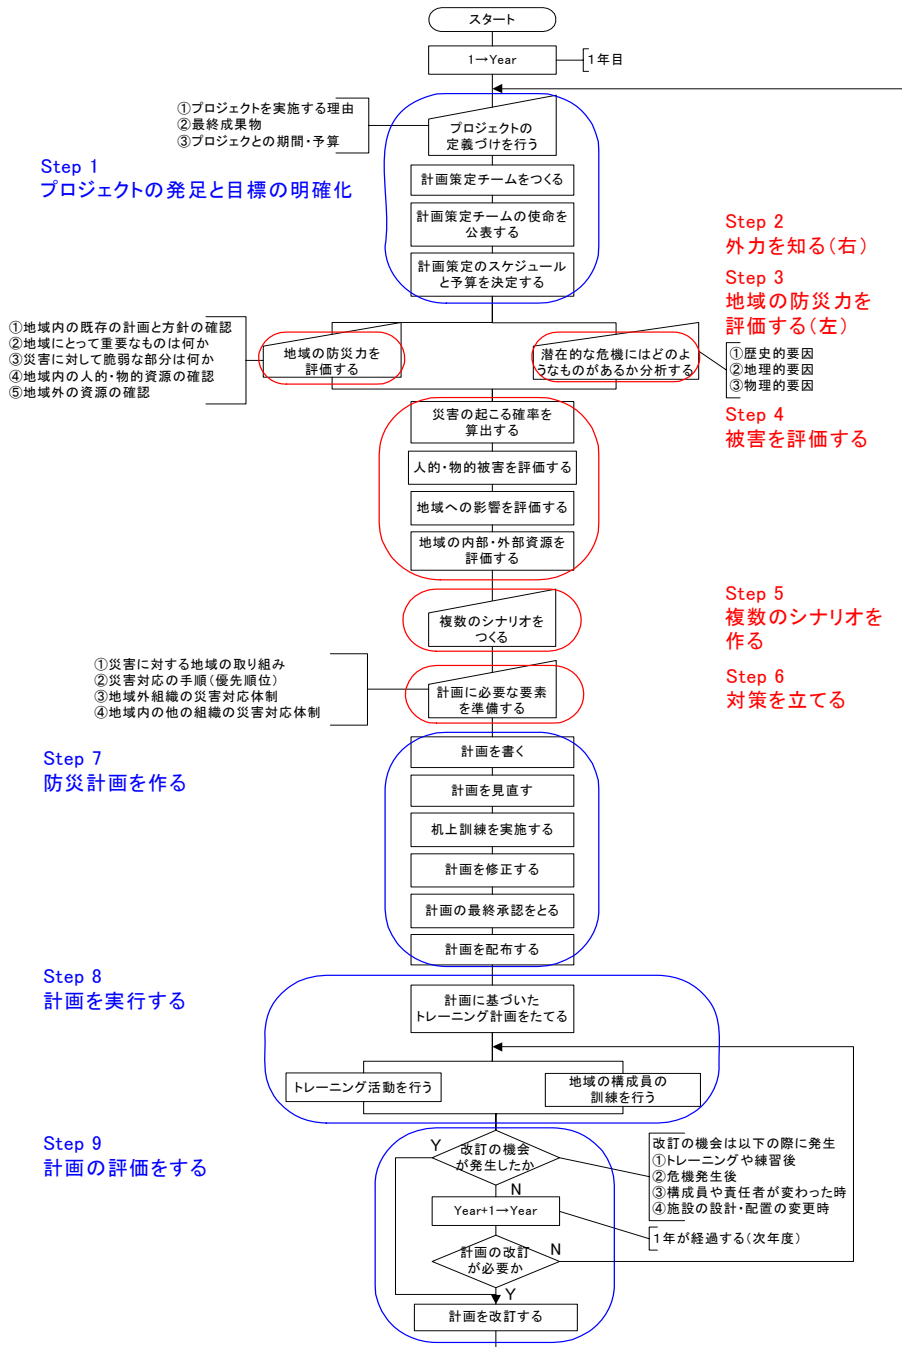 スタート
1→Year
1年目
①プロジェクトを実施する理由
②最終成果物
③プロジェクとの期間・予算
プロジェクトの
定義づけを行う
Step 1
プロジェクトの発足と目標の明確化
計画策定チームをつくる
計画策定チームの使命を
公表する
計画策定のスケジュール
と予算を決定する
Step 2
外力を知る(右)
Step 3
地域の防災力を
評価する(左)
①地域内の既存の計画と方針の確認
②地域にとって重要なものは何か
③災害に対して脆弱な部分は何か
④地域内の人的・物的資源の確認
⑤地域外の資源の確認
地域の防災力を
評価する
潜在的な危機にはどのよ
うなものがあるか分析する
①歴史的要因
②地理的要因
③物理的要因
Step 4
被害を評価する
災害の起こる確率を
算出する
人的・物的被害を評価する
地域への影響を評価する
地域の内部・外部資源を
評価する
Step 5
複数のシナリオを
作る
複数のシナリオを
つくる
Step 6
対策を立てる
①災害に対する地域の取り組み
②災害対応の手順(優先順位)
③地域外組織の災害対応体制
④地域内の他の組織の災害対応体制
計画に必要な要素
を準備する
Step 7
防災計画を作る
計画を書く
計画を見直す
机上訓練を実施する
計画を修正する
計画の最終承認をとる
計画を配布する
Step 8
計画を実行する
計画に基づいた
トレーニング計画をたてる
トレーニング活動を行う
地域の構成員の
訓練を行う
Step 9
計画の評価をする
Y
改訂の機会
が発生したか
N
改訂の機会は以下の際に発生
①トレーニングや練習後
②危機発生後
③構成員や責任者が変わった時
④施設の設計・配置の変更時
Year+1→Year
1年が経過する(次年度)
計画の改訂
が必要か
N
Y
計画を改訂する